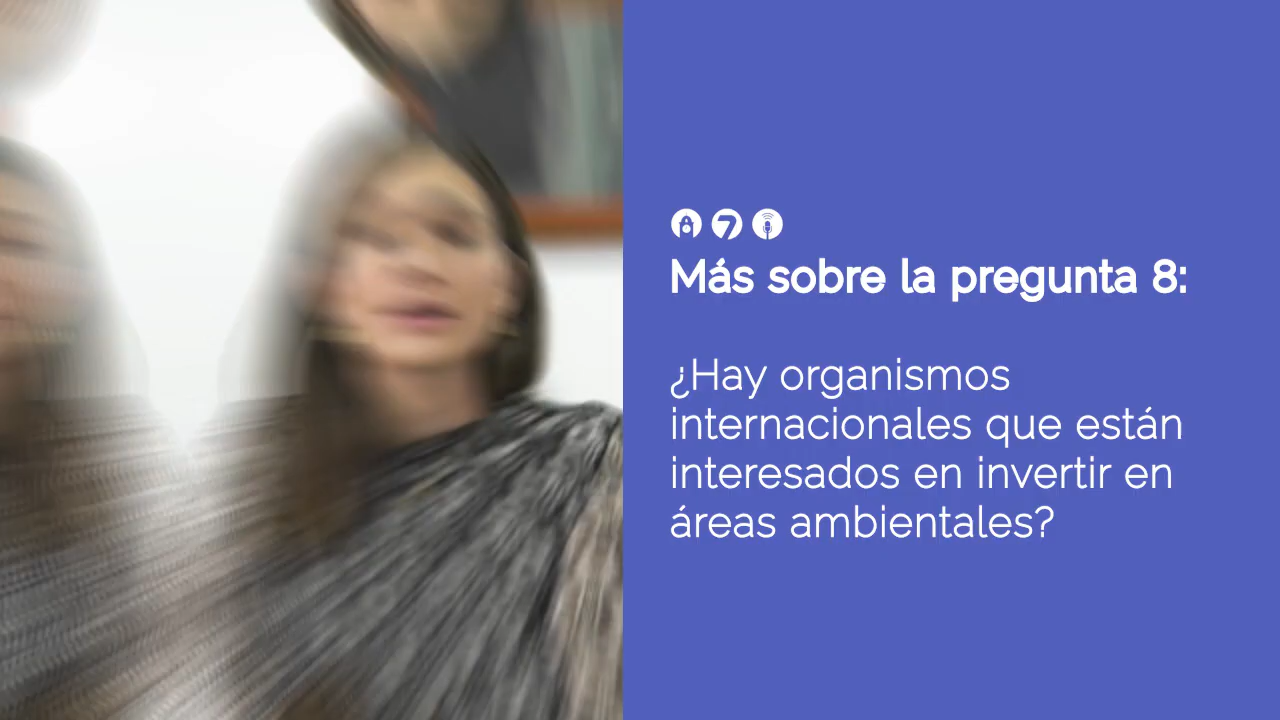 Más sobre la pregunta 8:
¿Hay organismos
internacionales que están
interesados en invertir en
áreas ambientales?